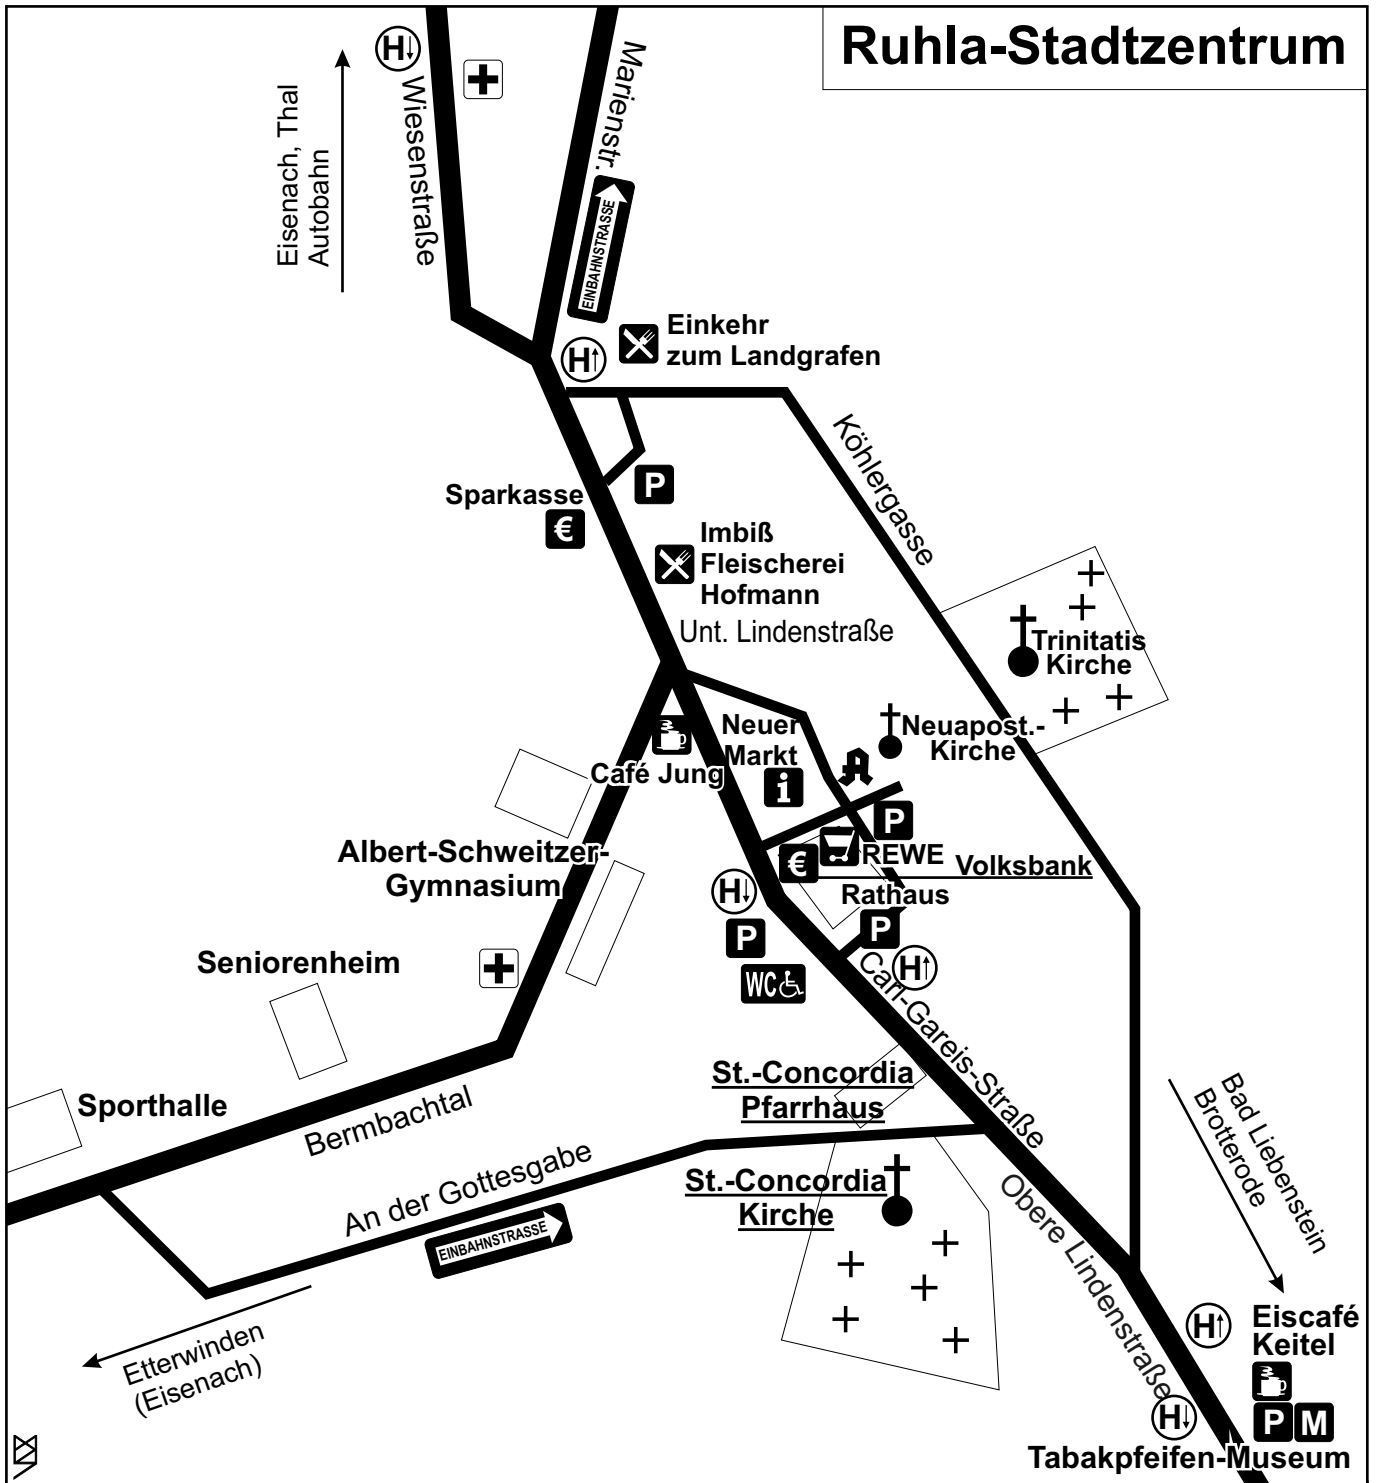 Ruhla-Stadtzentrum
H↓
Wiesenstraße
Marienstr.
Eisenach, Thal
Autobahn
EINBAHNSTRASSE
Einkehr
zum Landgrafen
H↑
Köhlergasse
P
Sparkasse
€
Imbiß
Fleischerei
Hofmann
Unt. Lindenstraße
Trinitatis
Kirche
Neuer
Markt
Neuapost.-
Kirche
Café Jung
i
A
P
Albert-Schweitzer-
Gymnasium
€
REWE
Volksbank
H↓
Rathaus
P
P
Seniorenheim
WC
H↑
Carl-Gareis-Straße
St.-Concordia
Pfarrhaus
Sporthalle
Bermbachtal
An der Gottesgabe
EINBAHNSTRASSE
St.-Concordia
Kirche
Obere Lindenstraße
Bad Liebenstein
Brotterode
Etterwinden
(Eisenach)
H↑
Eiscafé
Keitel
H↓
P M
Tabakpfeifen-Museum